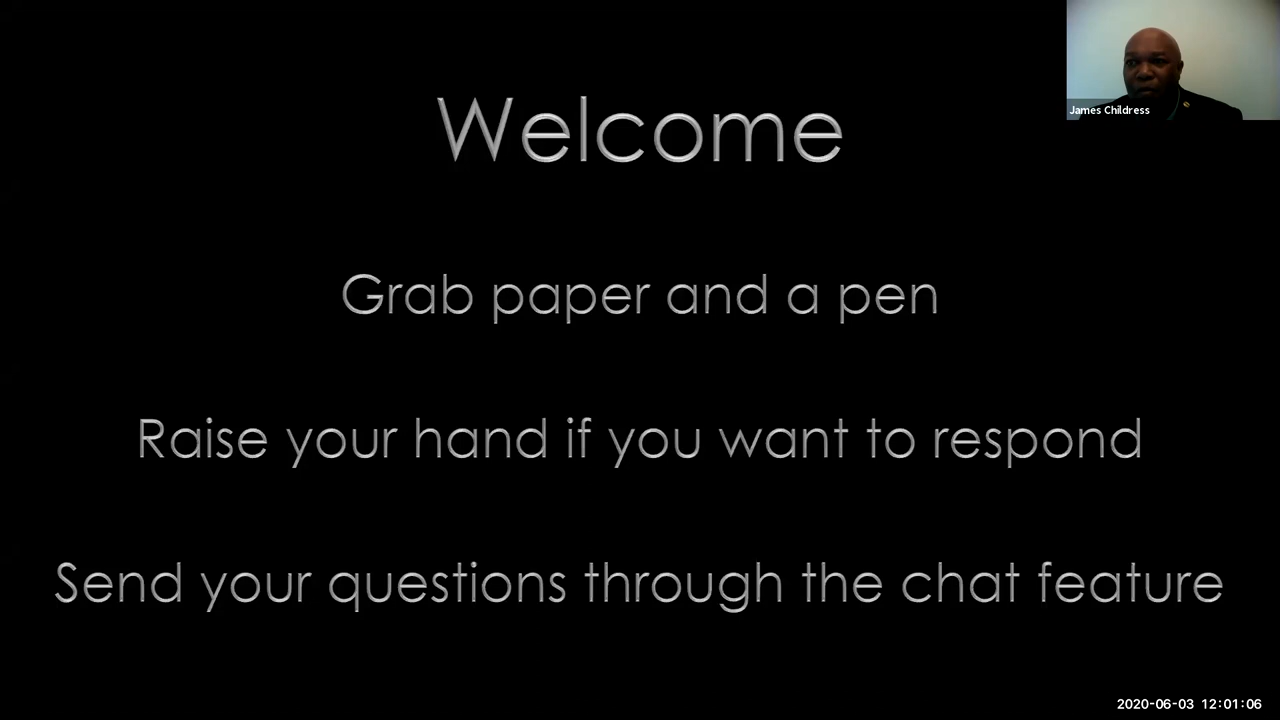 Welcome
James Childress
Grab paper and a pen
Raise your hand if you want to respond
Send your questions through the chat feature
2020-06-03 12:01:06